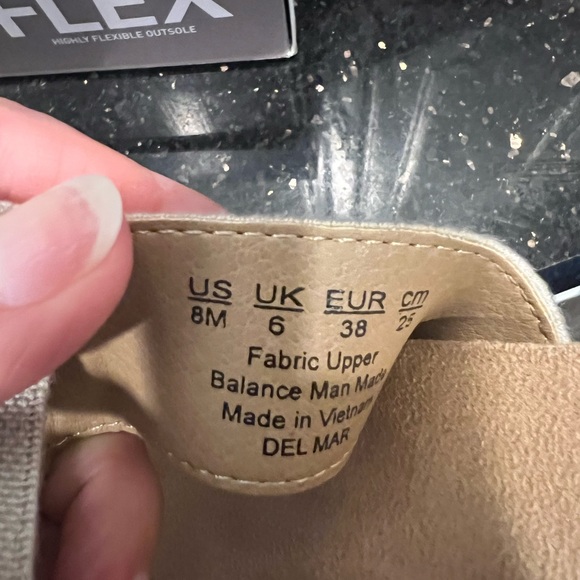 FLEX
HIGHLY FLEXIBLE OUTSOLE
US UK EUR cm
8M 6 38 25
Fabric Upper
Balance Man Made
Made in Vietnam
DEL MAR